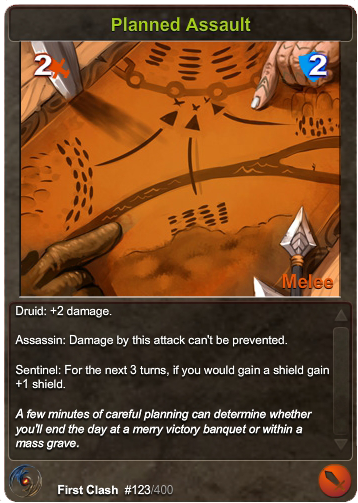 Planned Assault
2
2
Melee
Druid: +2 damage.
Assassin: Damage by this attack can't be prevented.
Sentinel: For the next 3 turns, if you would gain a shield gain
+1 shield.
A few minutes of careful planning can determine whether
you'll end the day at a merry victory banquet or within a
mass grave.
First Clash #123/400